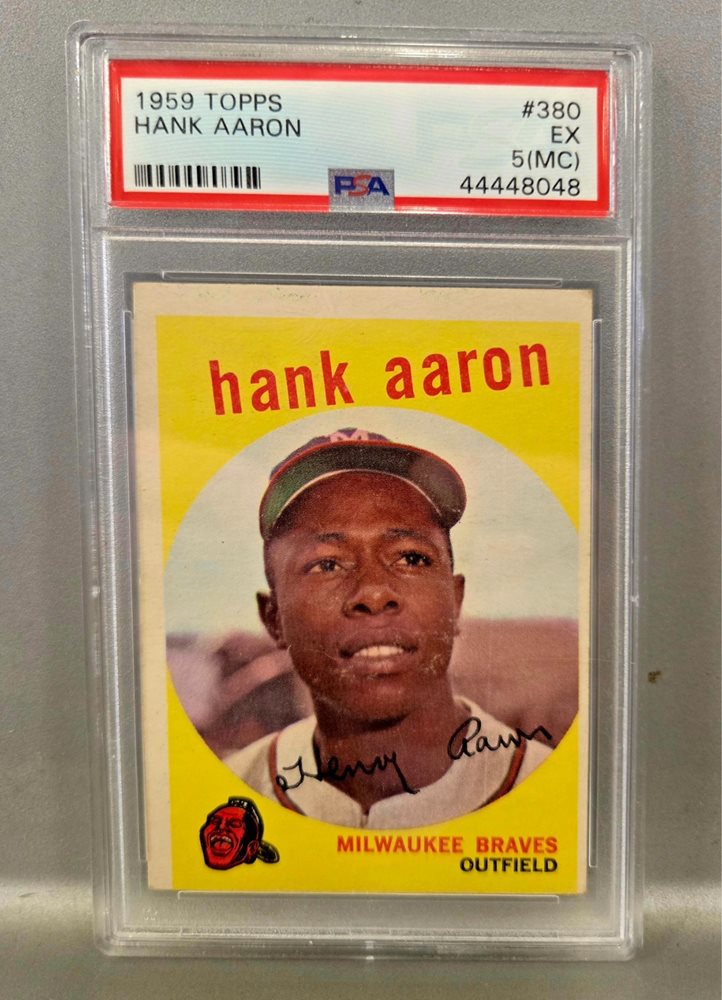 1959 TOPPS #380
HANK AARON EX
5(MC)
PSA 44448048
hank aaron
M
Henry Aaron
MILWAUKEE BRAVES
OUTFIELD